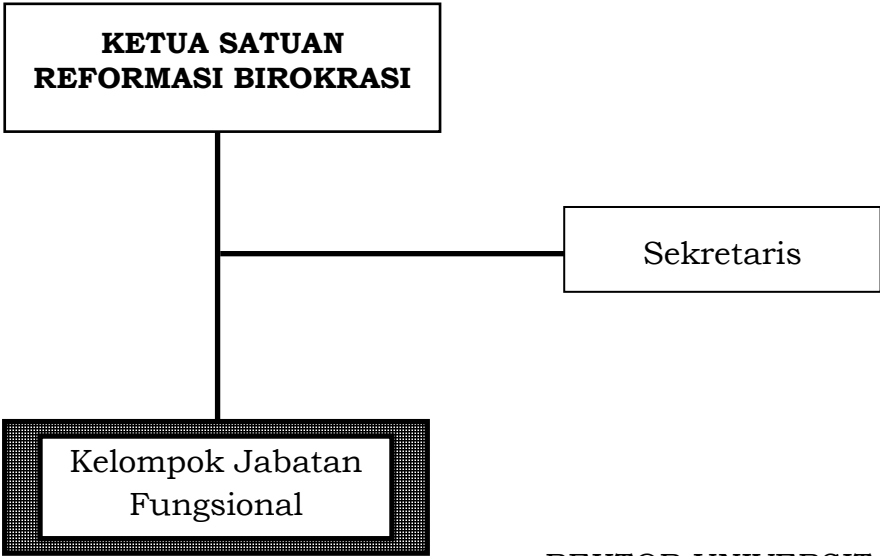 KETUA SATUAN
REFORMASI BIROKRASI
Sekretaris
Kelompok Jabatan
Fungsional